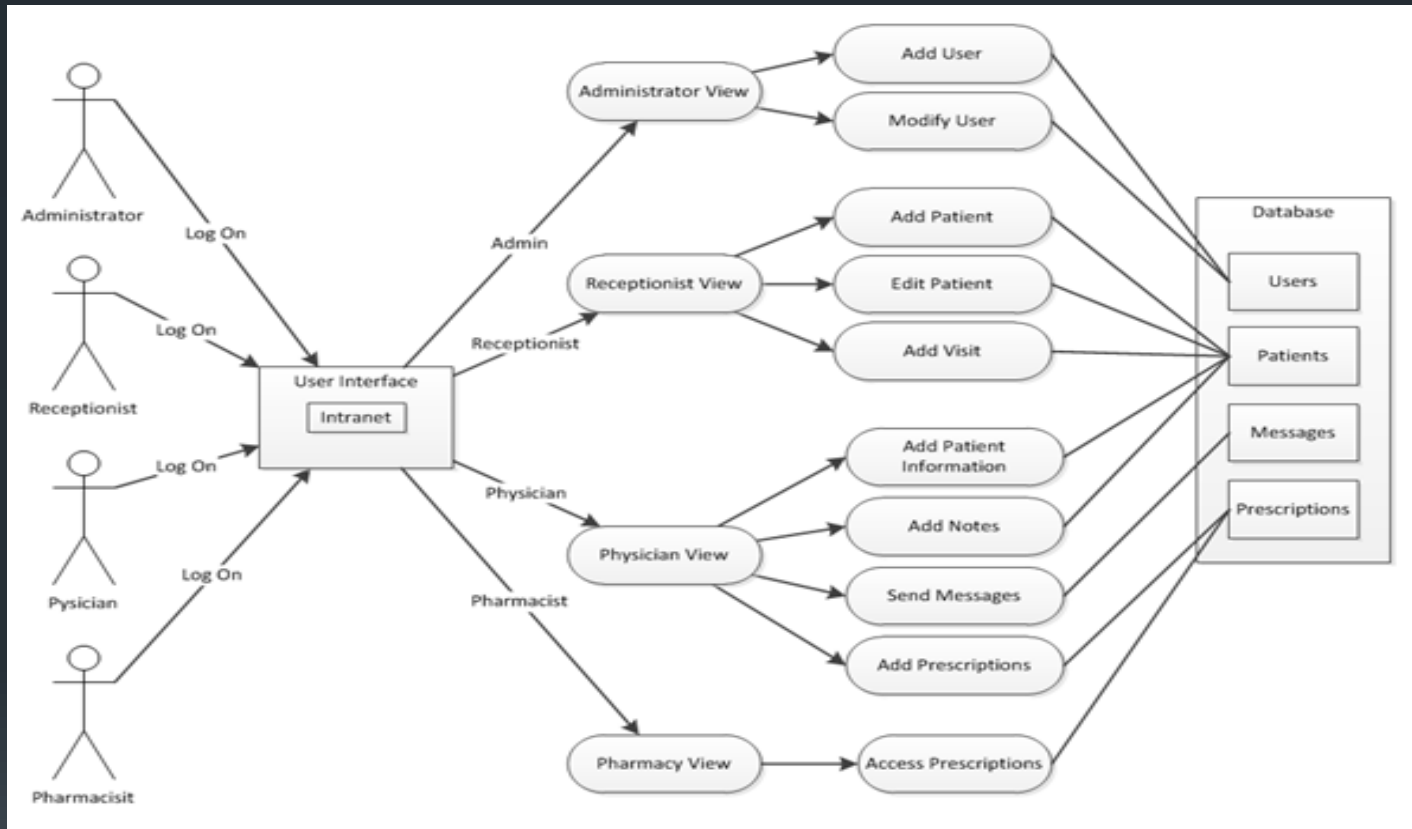 Administrator
Receptionist
Pysician
Pharmacisit
Log On
Log On
Log On
Log On
User Interface
Intranet
Admin
Receptionist
Physician
Pharmacist
Administrator View
Receptionist View
Physician View
Pharmacy View
Add User
Modify User
Add Patient
Edit Patient
Add Visit
Add Patient
Information
Add Notes
Send Messages
Add Prescriptions
Access Prescriptions
Database
Users
Patients
Messages
Prescriptions